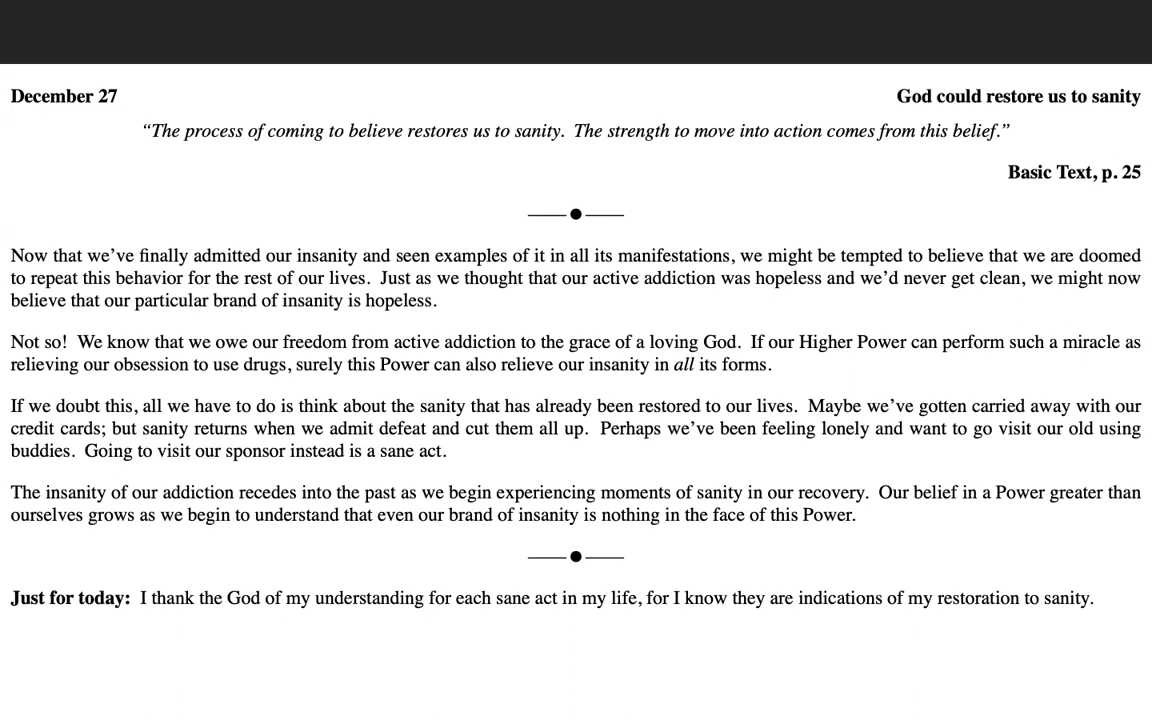 December 27
God could restore us to sanity
“The process of coming to believe restores us to sanity.  The strength to move into action comes from this belief.”
Basic Text, p. 25
Now that we’ve finally admitted our insanity and seen examples of it in all its manifestations, we might be tempted to believe that we are doomed
to repeat this behavior for the rest of our lives.  Just as we thought that our active addiction was hopeless and we’d never get clean, we might now
believe that our particular brand of insanity is hopeless.
Not so!  We know that we owe our freedom from active addiction to the grace of a loving God.  If our Higher Power can perform such a miracle as
relieving our obsession to use drugs, surely this Power can also relieve our insanity in all its forms.
If we doubt this, all we have to do is think about the sanity that has already been restored to our lives.  Maybe we’ve gotten carried away with our
credit cards; but sanity returns when we admit defeat and cut them all up.  Perhaps we’ve been feeling lonely and want to go visit our old using
buddies.  Going to visit our sponsor instead is a sane act.
The insanity of our addiction recedes into the past as we begin experiencing moments of sanity in our recovery.  Our belief in a Power greater than
ourselves grows as we begin to understand that even our brand of insanity is nothing in the face of this Power.
Just for today:  I thank the God of my understanding for each sane act in my life, for I know they are indications of my restoration to sanity.